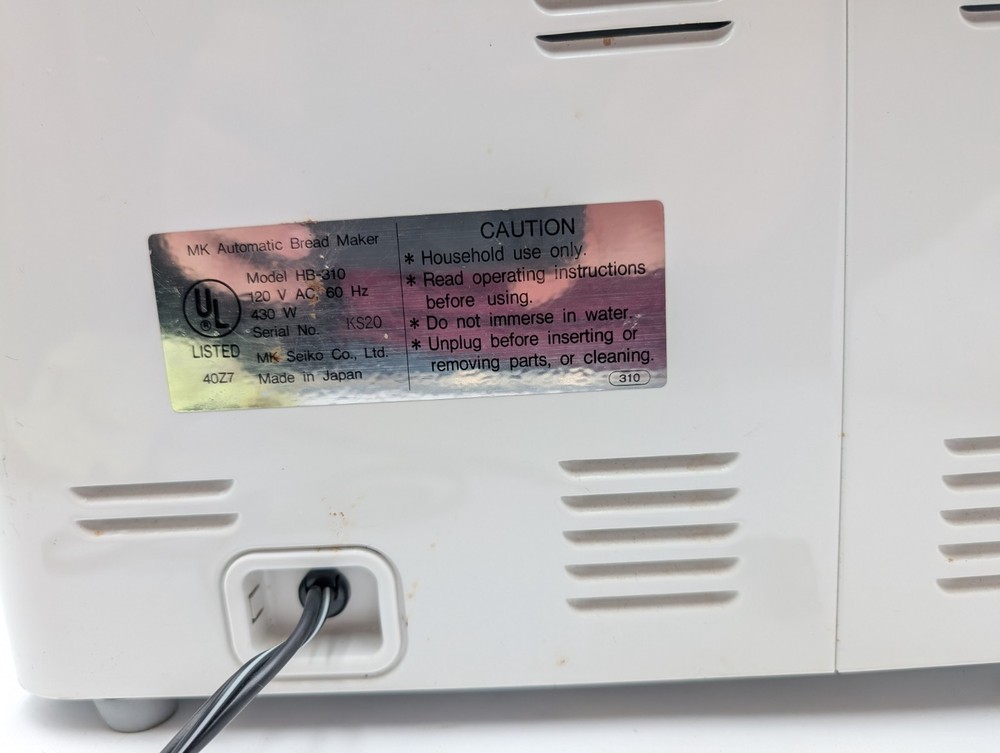 MK Automatic Bread Maker
Model HB-310
120 V AC, 60 Hz
430 W
Serial No. KS20
UL
®
LISTED
40Z7
MK Seiko Co., Ltd.
Made in Japan
CAUTION
* Household use only.
* Read operating instructions
before using.
* Do not immerse in water.
* Unplug before inserting or
removing parts, or cleaning.
310